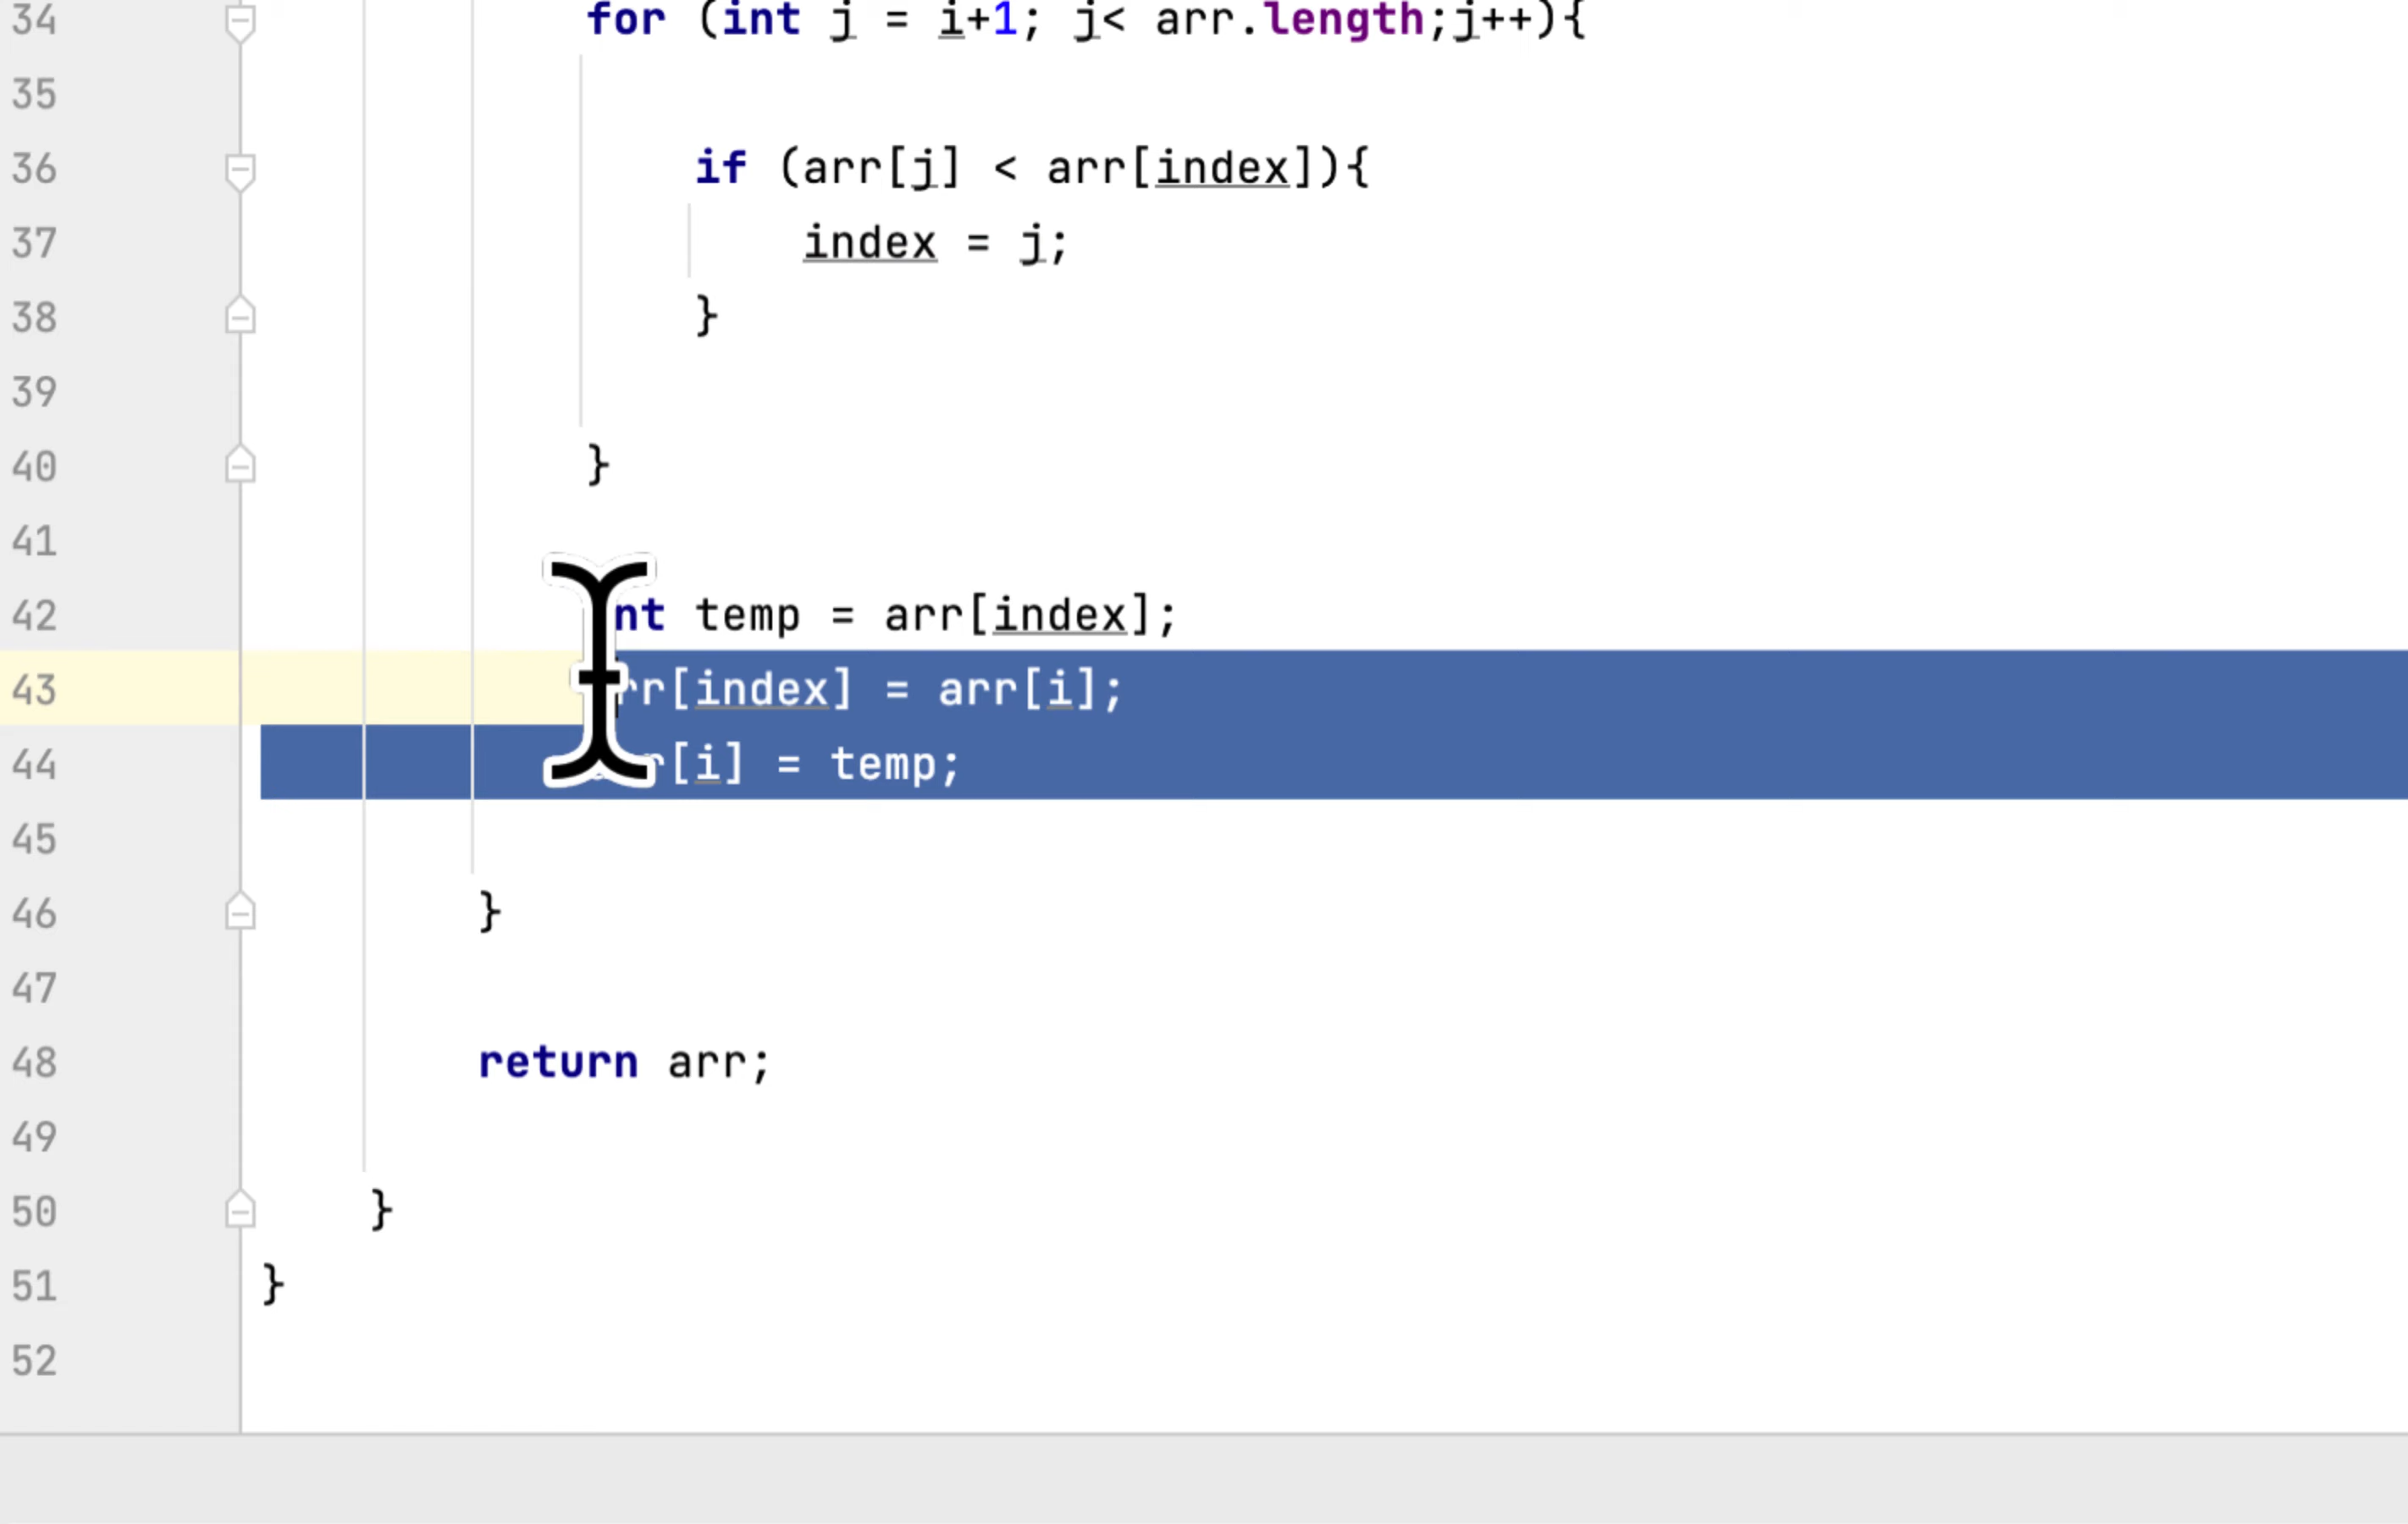 34 for (int j = i+1; j< arr.length;j++){
35
36 if (arr[j] < arr[index]){
37 index = j;
38 }
39
40 }
41
42 nt temp = arr[index];
43 rr[index] = arr[i];
44 r[i] = temp;
45
46 }
47
48 return arr;
49
50 }
51 }
52